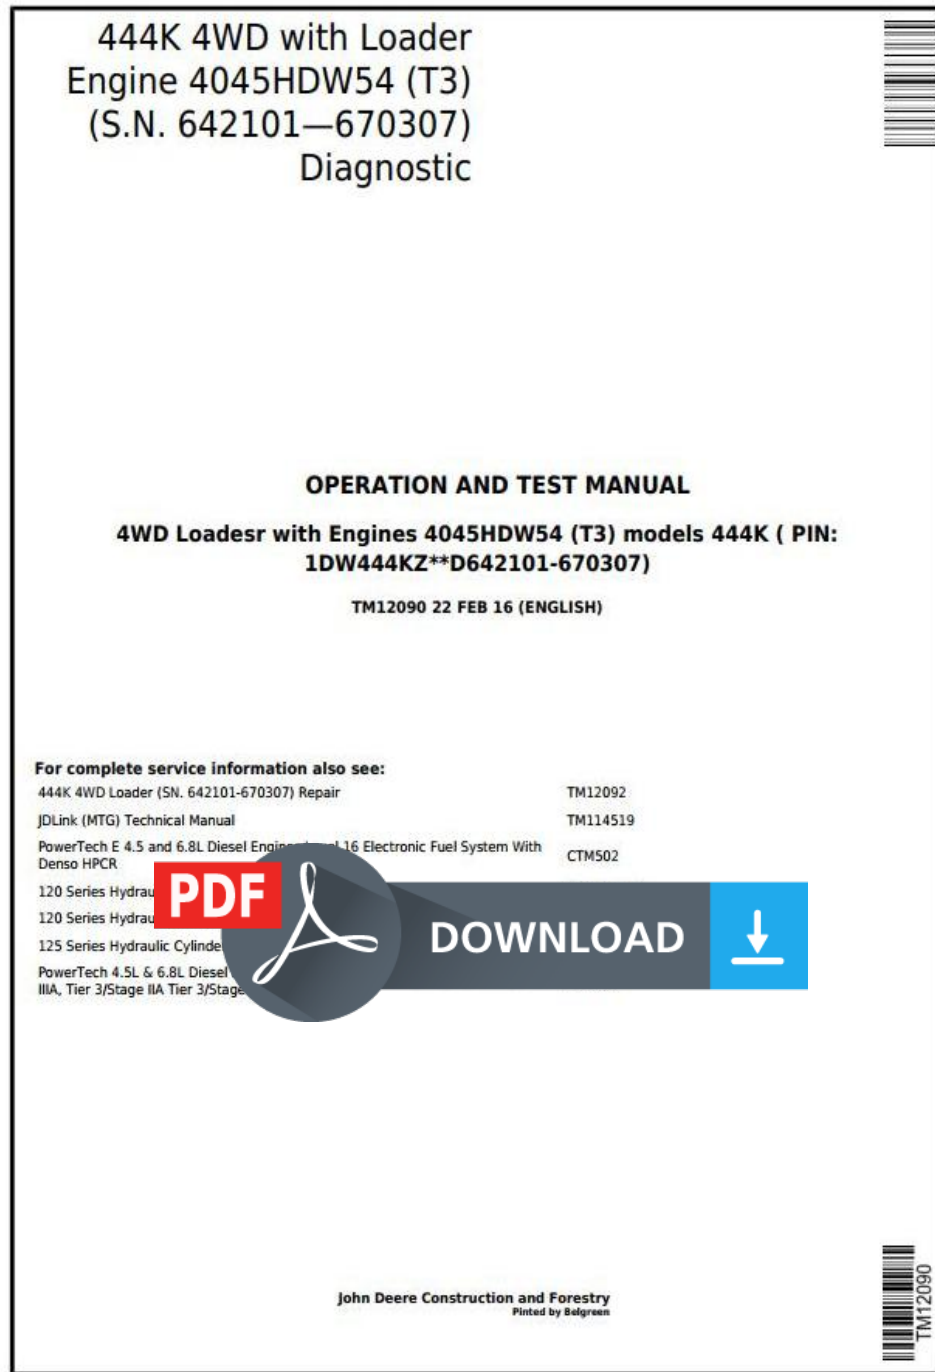 444K 4WD with Loader
Engine 4045HDW54 (T3)
(S.N. 642101—670307)
Diagnostic
OPERATION AND TEST MANUAL
4WD Loadesr with Engines 4045HDW54 (T3) models 444K ( PIN:
1DW444KZ**D642101-670307)
TM12090 22 FEB 16 (ENGLISH)
For complete service information also see:
444K 4WD Loader (SN. 642101-670307) Repair TM12092
JDLink (MTG) Technical Manual TM114519
PowerTech E 4.5 and 6.8L Diesel 16 Electronic Fuel System With
Denso HPCR CTM502
120 Series
120 Series
125 Series Hydraulic
PowerTech 4.5L & 6.8L Diesel
IIIA, Tier 3/Stage IIA Tier 3/Stage
PDF
DOWNLOAD
John Deere Construction and Forestry
Pinted by Belgreen
TM12090